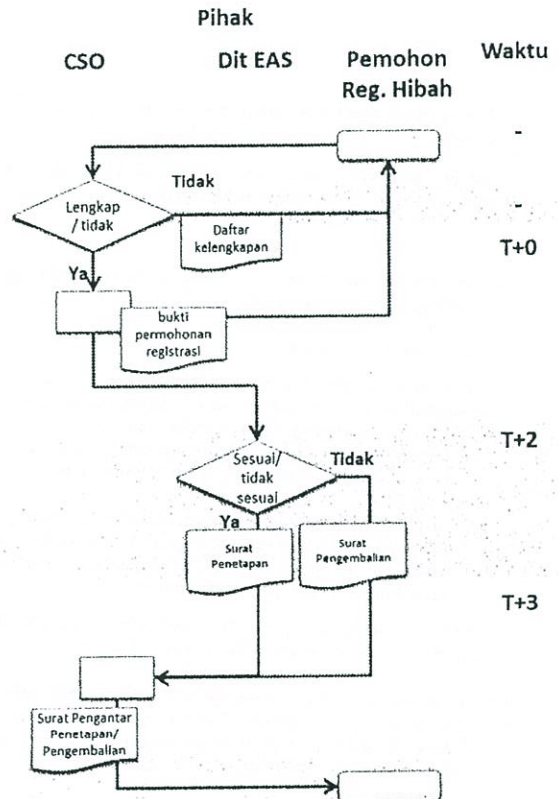 Pihak
CSO
Dit EAS
Pemohon
Reg. Hibah
Waktu
-
Tidak
-
Lengkap
/ tidak
Daftar
kelengkapan
T+0
Ya
bukti
permohonan
registrasi
T+2
Sesuai/
tidak
sesuai
Tidak
Ya
Surat
Penetapan
Surat
Pengembalian
T+3
Surat Pengantar
Penetapan/
Pengembalian